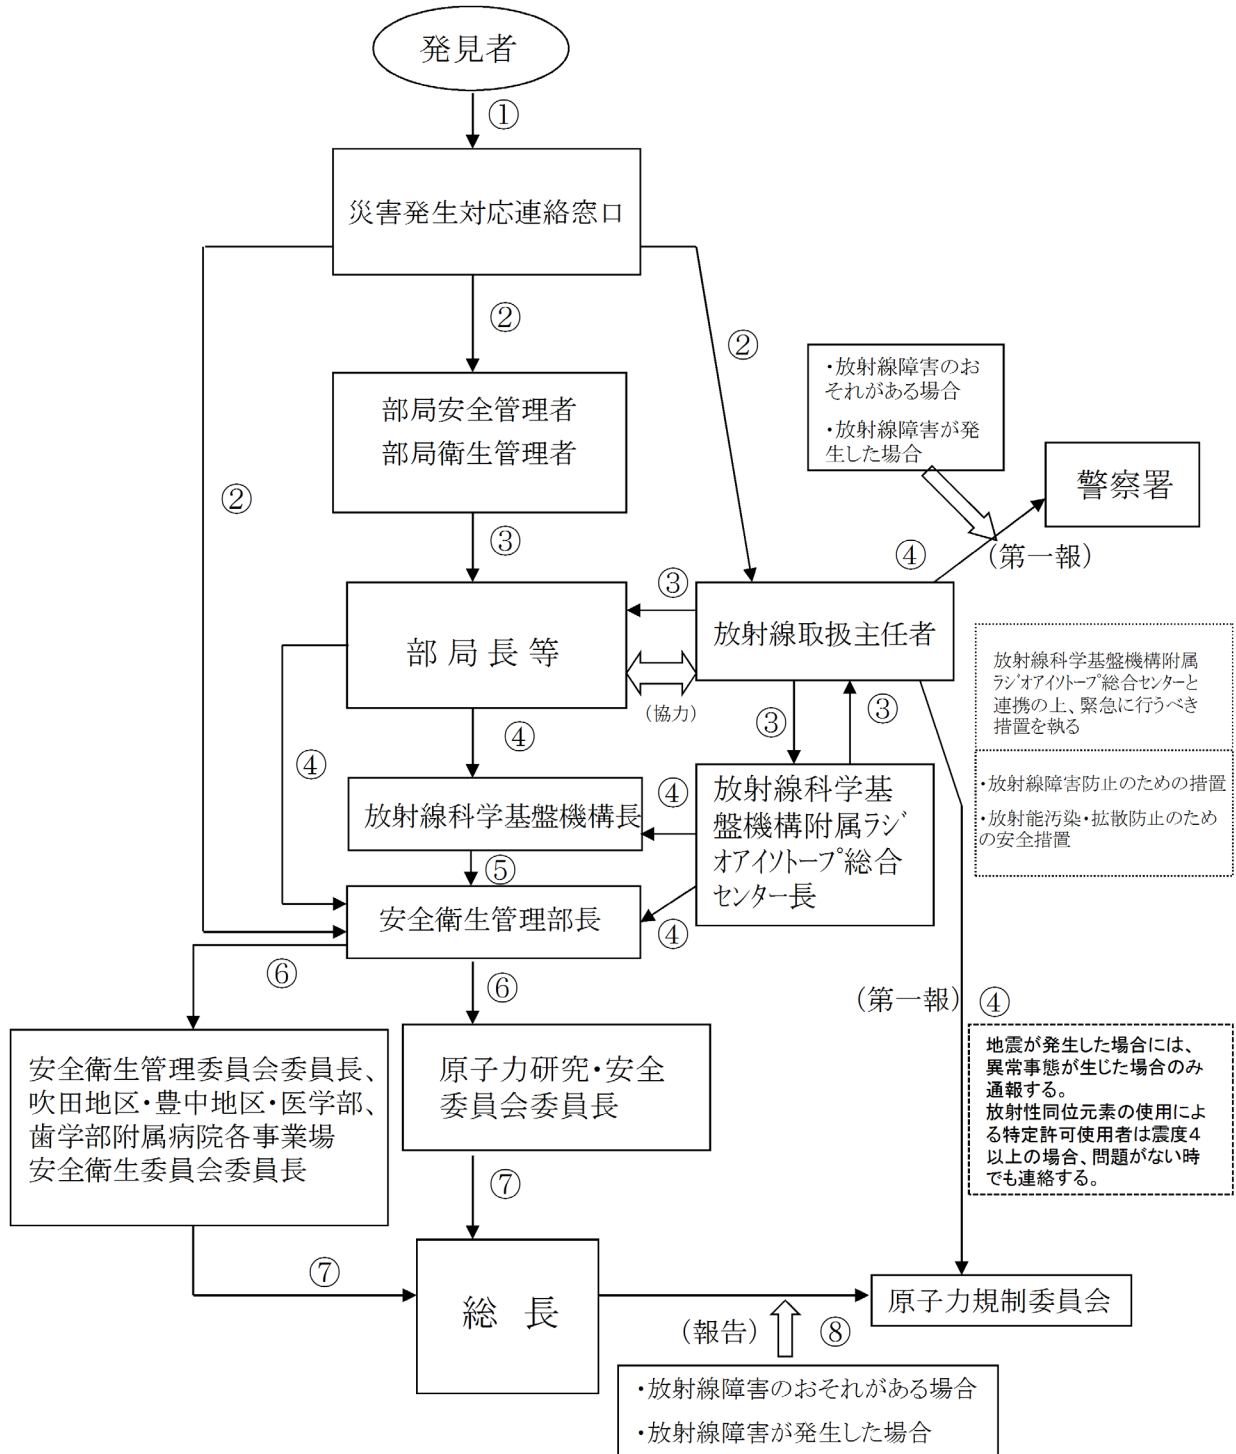 発見者
①
災害発生対応連絡窓口
②
②
②
部局安全管理者
部局衛生管理者
・放射線障害のお
それがある場合
・放射線障害が発
生した場合
警察署
③
④
(第一報)
③
部局長等
放射線取扱主任者
(協力)
放射線科学基盤機構附属
ﾗｼﾞｵｱｲｿﾄｰﾌﾟ総合センターと
連携の上、緊急に行うべき
措置を執る
③
③
④
④
・放射線障害防止のための措置
・放射能汚染・拡散防止のため
の安全措置
放射線科学基盤機構長
④
放射線科学基
盤機構附属ﾗｼﾞ
ｵｱｲｿﾄｰﾌﾟ総合
ｾﾝﾀｰ長
⑤
安全衛生管理部長
④
⑥
⑥
(第一報)
④
安全衛生管理委員会委員長、
吹田地区・豊中地区・医学部、
歯学部附属病院各事業場
安全衛生委員会委員長
原子力研究・安全
委員会委員長
地震が発生した場合には、
異常事態が生じた場合のみ
通報する。
放射性同位元素の使用によ
る特定許可使用者は震度４
以上の場合、問題がない時
でも連絡する。
⑦
⑦
総長
原子力規制委員会
(報告)
⑧
・放射線障害のおそれがある場合
・放射線障害が発生した場合